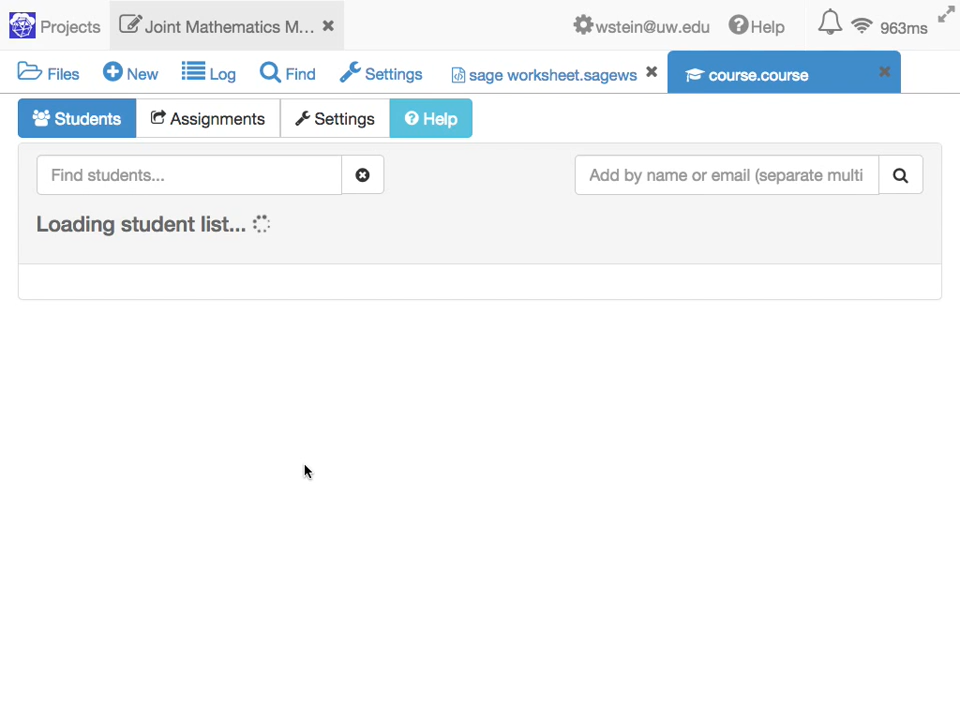 Projects Joint Mathematics M... wstein@uw.edu Help 963ms
Files New Log Find Settings sage worksheet.sagews course.course
Students Assignments Settings Help
Find students... Add by name or email (separate multi
Loading student list...